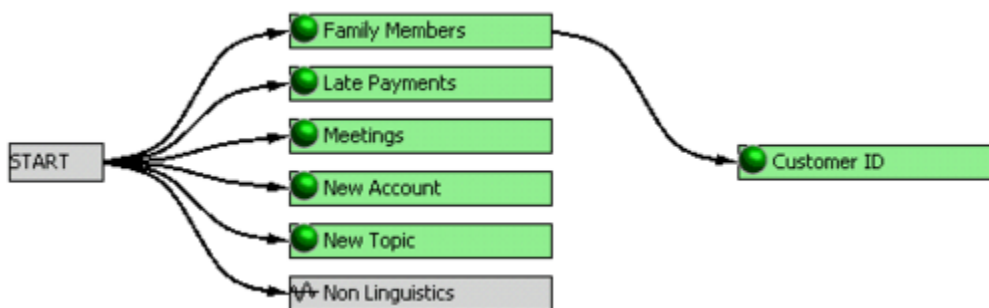 Family Members
Late Payments
Meetings
START
Customer ID
New Account
New Topic
Non Linguistics